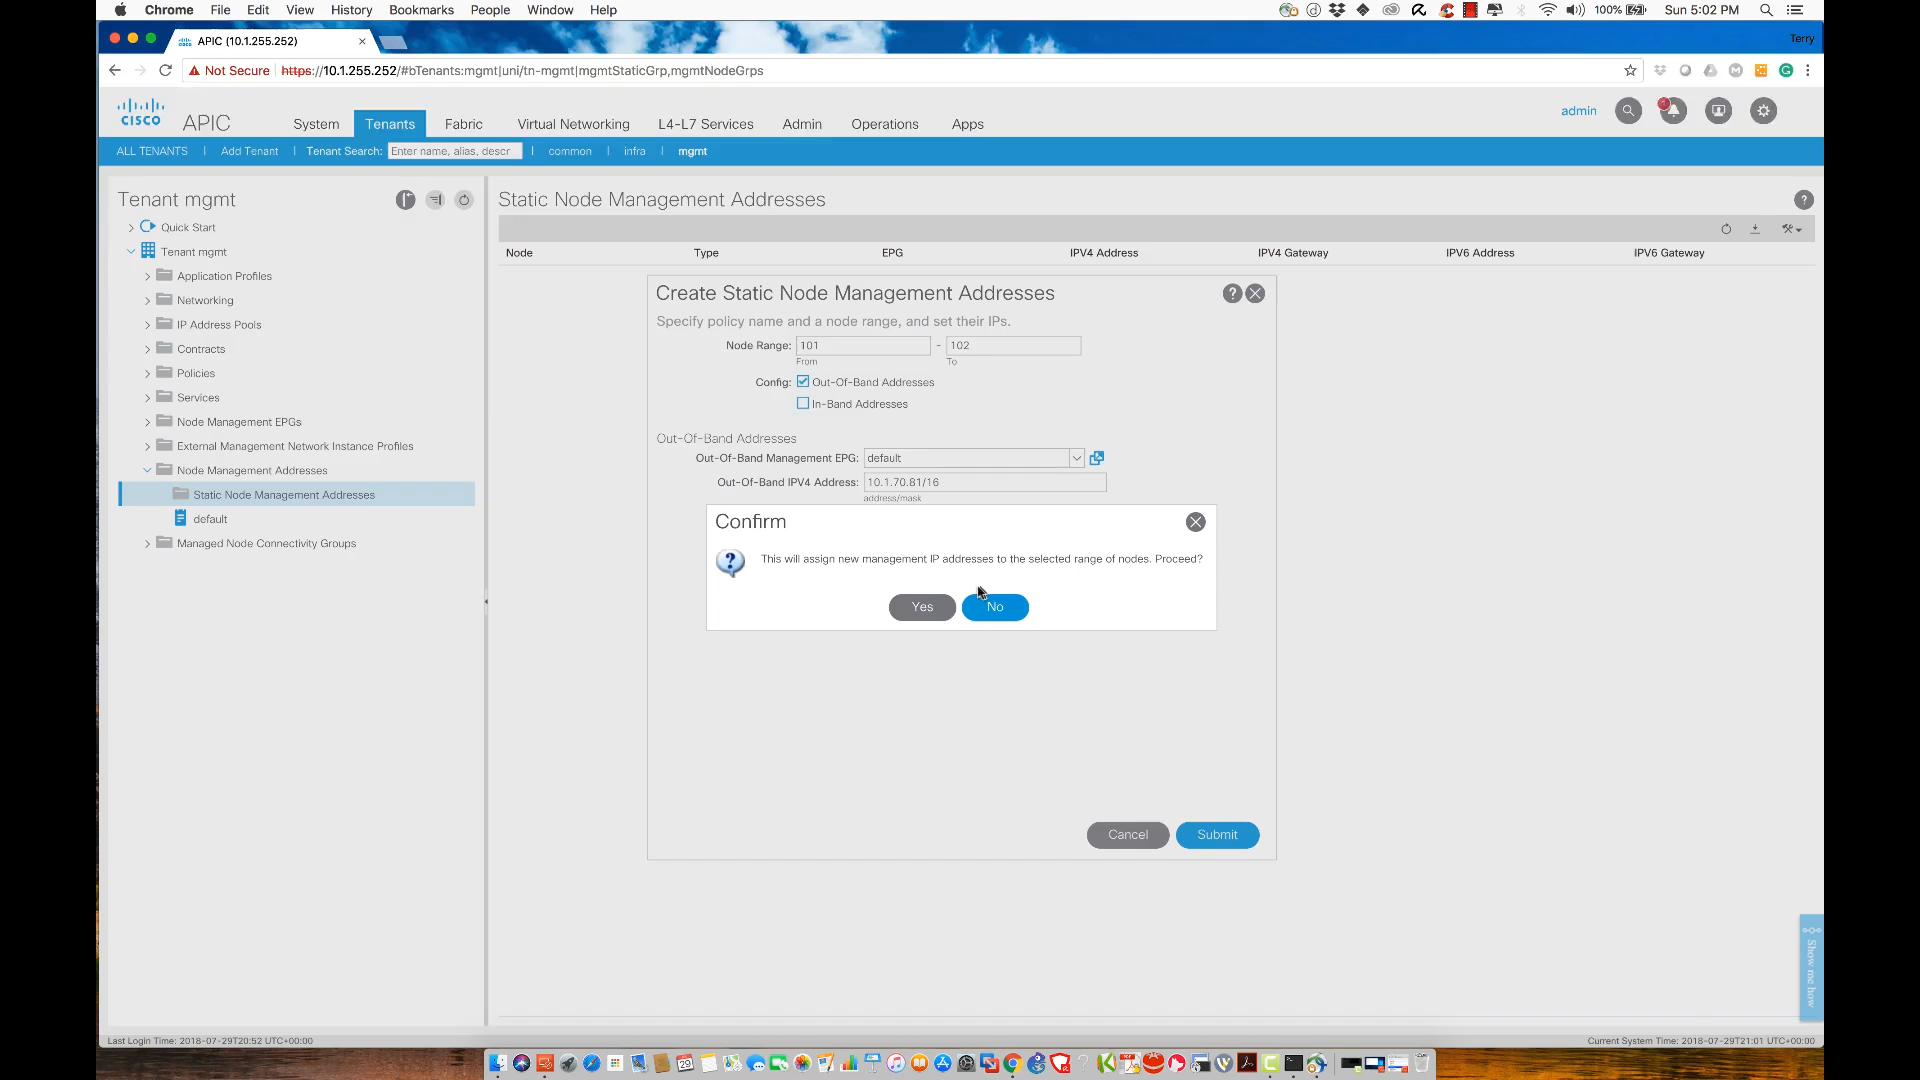 Chrome File Edit View History Bookmarks People Window Help 100% Sun 5:02 PM
APIC (10.1.255.252) Terry
Not Secure https://10.1.255.252/#bTenants:mgmt|uni/tn-mgmt|mgmtStaticGrp,mgmtNodeGrps
CISCO APIC System Tenants Fabric Virtual Networking L4-L7 Services Admin Operations Apps admin
ALL TENANTS | Add Tenant | Tenant Search: Enter name, alias, descr | common | infra | mgmt
Tenant mgmt
Quick Start
Tenant mgmt
Application Profiles
Networking
IP Address Pools
Contracts
Policies
Services
Node Management EPGs
External Management Network Instance Profiles
Node Management Addresses
Static Node Management Addresses
default
Managed Node Connectivity Groups
Static Node Management Addresses
Node Type EPG IPV4 Address IPV4 Gateway IPV6 Address IPV6 Gateway
Create Static Node Management Addresses
Specify policy name and a node range, and set their IPs.
Node Range: 101 - 102
From To
Config: Out-Of-Band Addresses
In-Band Addresses
Out-Of-Band Addresses
Out-Of-Band Management EPG: default
Out-Of-Band IPV4 Address: 10.1.70.81/16
address/mask
Confirm
This will assign new management IP addresses to the selected range of nodes. Proceed?
Yes No
Cancel Submit
Show me how
Last Login Time: 2018-07-29T20:52 UTC+00:00 Current System Time: 2018-07-29T21:01 UTC+00:00